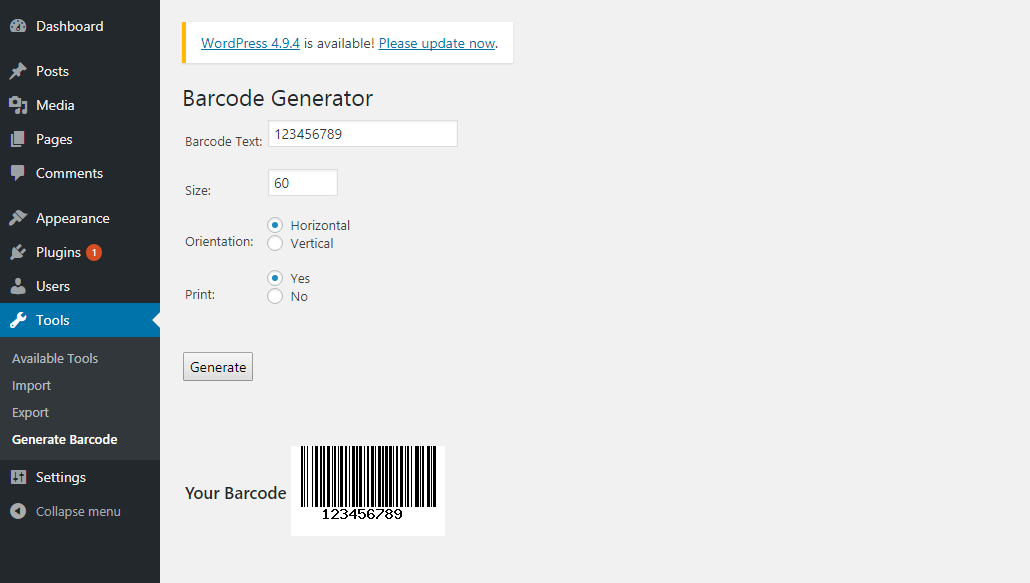 Dashboard
Posts
Media
Pages
Comments
Appearance
Plugins 1
Users
Tools
Available Tools
Import
Export
Generate Barcode
Settings
Collapse menu
WordPress 4.9.4 is available! Please update now.
Barcode Generator
Barcode Text: 123456789
Size: 60
Orientation: Horizontal
Vertical
Print: Yes
No
Generate
Your Barcode
123456789